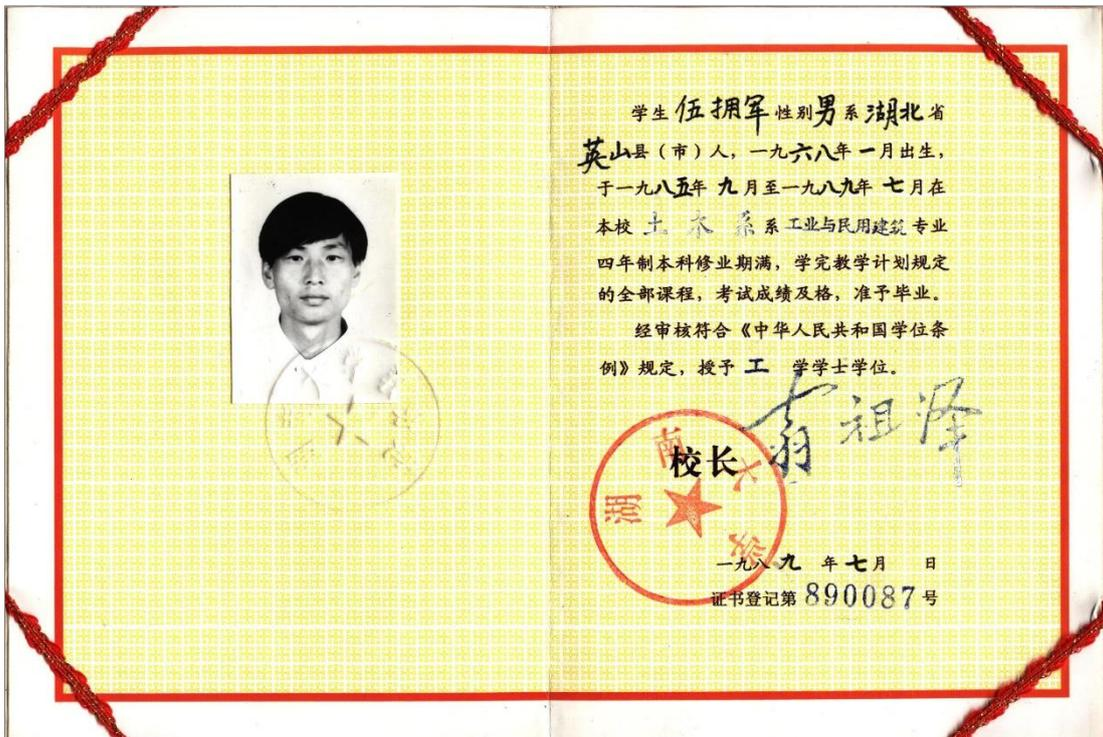 学生伍拥军性别男系湖北省
英山县（市）人，一九六八年一月出生，
于一九八五年九月至一九八九年七月在
本校土木系系工业与民用建筑专业
四年制本科修业期满，学完教学计划规定
的全部课程，考试成绩及格，准予毕业。
经审核符合《中华人民共和国学位条
例》规定，授予工学学士学位。
校长 翁祖泽
湖南大学
一九八九年七月 日
证书登记第890087号